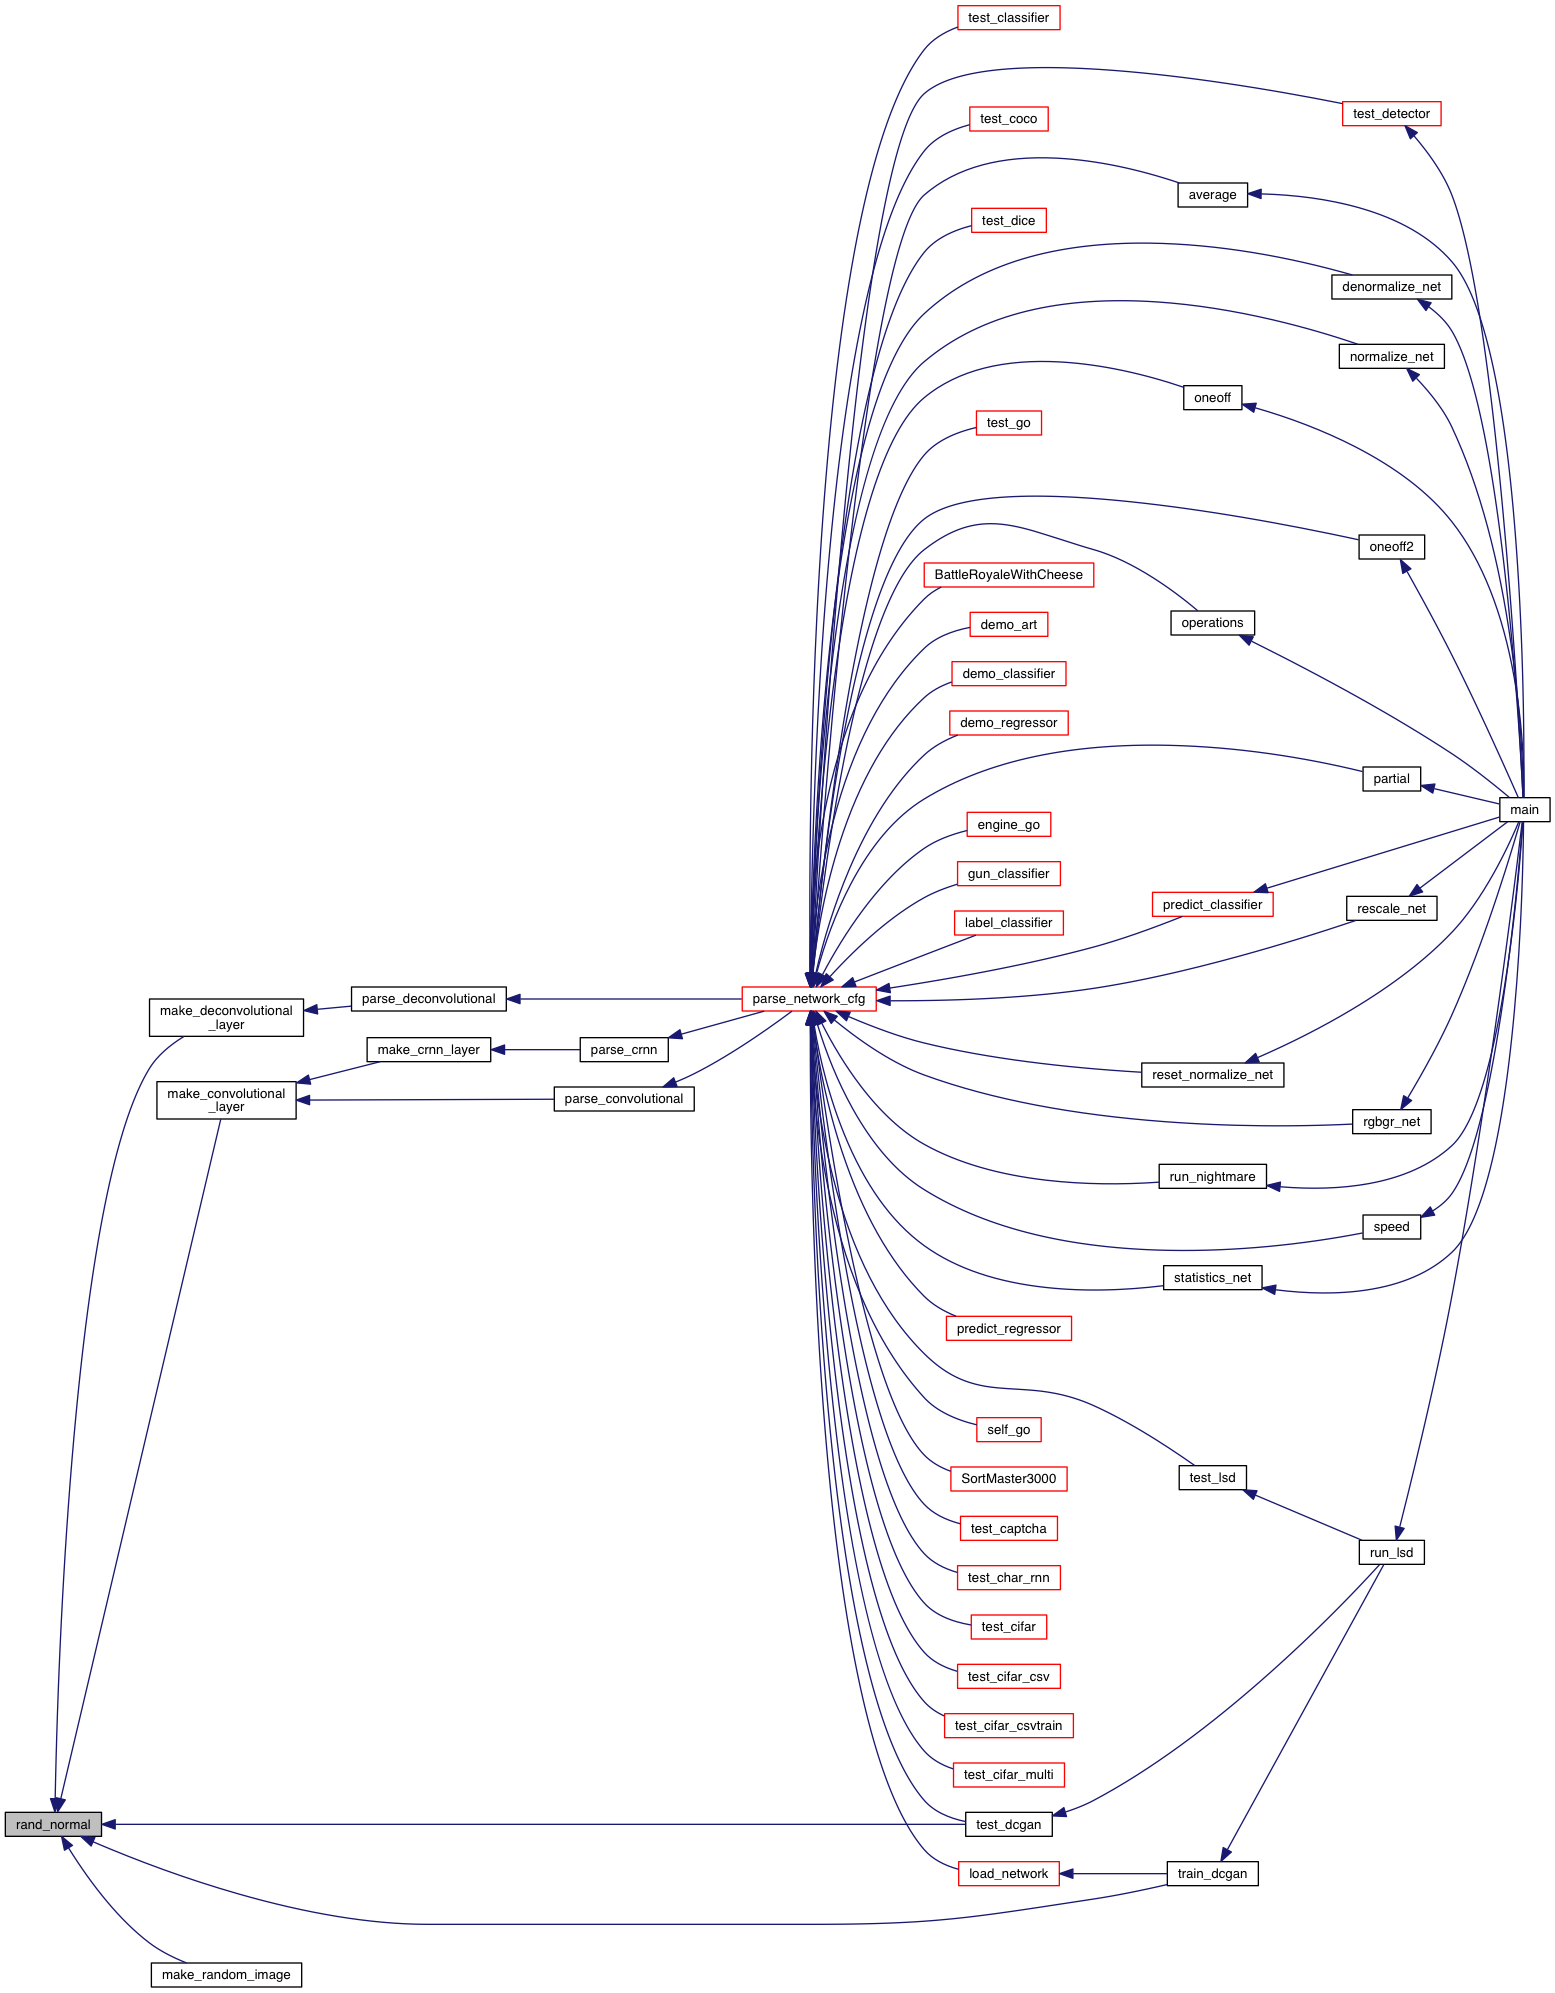 test_classifier
test_detector
test_coco
average
test_dice
denormalize_net
normalize_net
oneoff
test_go
oneoff2
BattleRoyaleWithCheese
operations
demo_art
demo_classifier
demo_regressor
partial
main
engine_go
gun_classifier
predict_classifier
rescale_net
label_classifier
parse_deconvolutional
parse_network_cfg
make_deconvolutional
_layer
make_crnn_layer
parse_crnn
reset_normalize_net
make_convolutional
_layer
parse_convolutional
rgbgr_net
run_nightmare
speed
statistics_net
predict_regressor
self_go
test_lsd
SortMaster3000
test_captcha
run_lsd
test_char_rnn
test_cifar
test_cifar_csv
test_cifar_csvtrain
test_cifar_multi
rand_normal
test_dcgan
load_network
train_dcgan
make_random_image